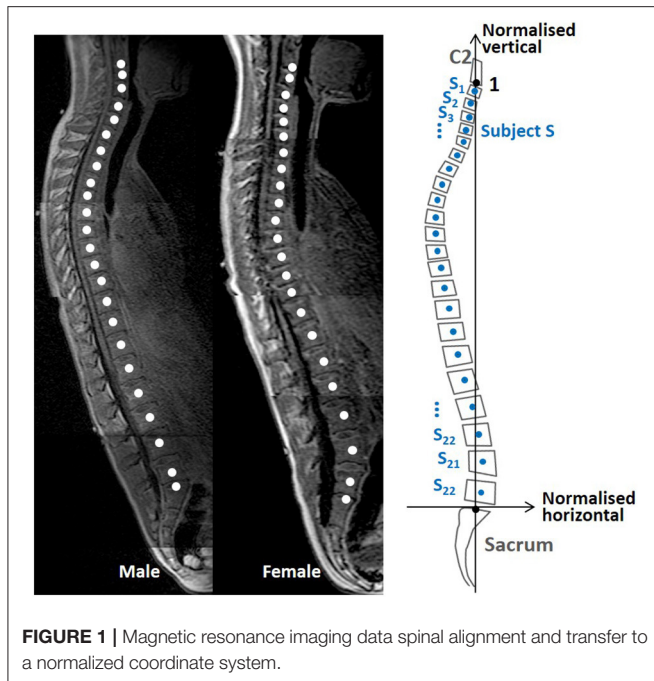 Normalised
vertical
C2
1
S1
S2
S3
...
Subject S
...
S22
S21
S22
Normalised
horizontal
Sacrum
Male
Female
FIGURE 1 | Magnetic resonance imaging data spinal alignment and transfer to
a normalized coordinate system.